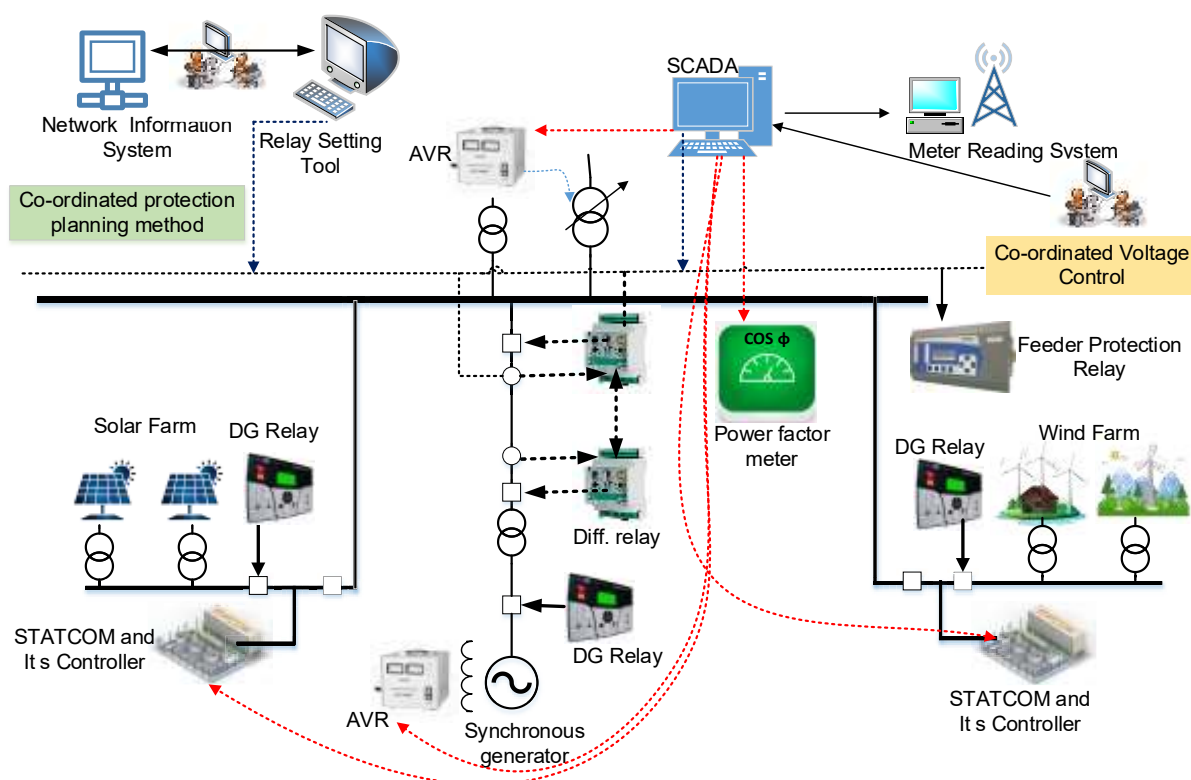 SCADA
Network Information
System
Relay Setting
Tool
AVR
Meter Reading System
Co-ordinated protection
planning method
Co-ordinated Voltage
Control
COS ϕ
Feeder Protection
Relay
Solar Farm
DG Relay
Power factor
meter
DG Relay
Wind Farm
Diff. relay
STATCOM and
It s Controller
DG Relay
AVR
Synchronous
generator
STATCOM and
It s Controller